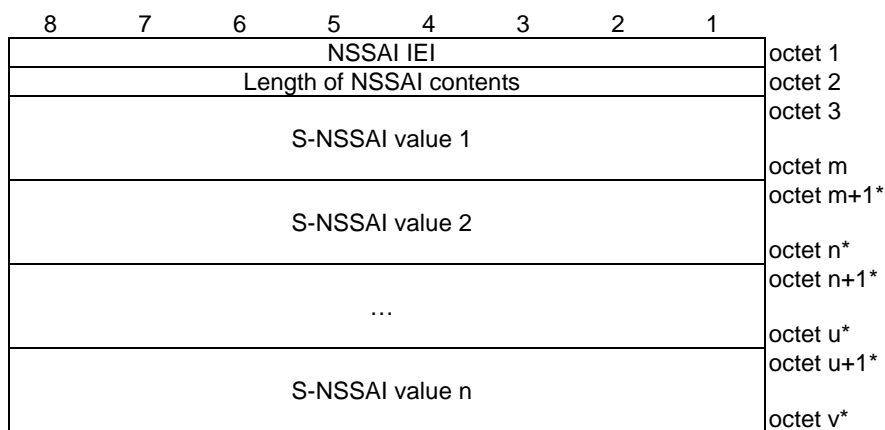 8 7 6 5 4 3 2 1
NSSAI IEI octet 1
Length of NSSAI contents octet 2
octet 3
S-NSSAI value 1
octet m
octet m+1*
S-NSSAI value 2
octet n*
octet n+1*
…
octet u*
octet u+1*
S-NSSAI value n
octet v*